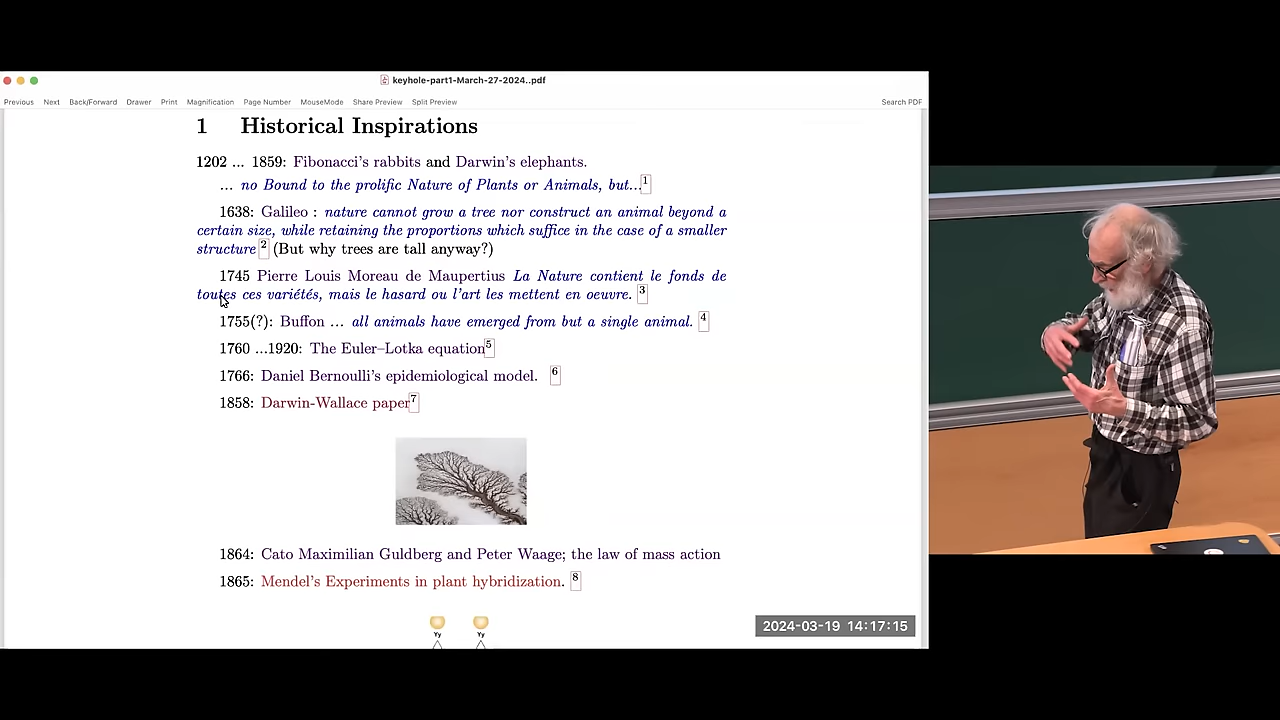 keyhole-part1-March-27-2024..pdf
Previous Next Back/Forward Drawer Print Magnification Page Number MouseMode Share Preview Split Preview Search PDF
1 Historical Inspirations
1202 ... 1859: Fibonacci's rabbits and Darwin's elephants.
... no Bound to the prolific Nature of Plants or Animals, but...1
1638: Galileo : nature cannot grow a tree nor construct an animal beyond a
certain size, while retaining the proportions which suffice in the case of a smaller
structure 2 (But why trees are tall anyway?)
1745 Pierre Louis Moreau de Maupertius La Nature contient le fonds de
toutes ces variétés, mais le hasard ou l'art les mettent en oeuvre. 3
1755(?): Buffon ... all animals have emerged from but a single animal. 4
1760 ...1920: The Euler–Lotka equation5
1766: Daniel Bernoulli's epidemiological model. 6
1858: Darwin-Wallace paper7
1864: Cato Maximilian Guldberg and Peter Waage; the law of mass action
1865: Mendel's Experiments in plant hybridization. 8
Yy Yy
2024-03-19 14:17:15